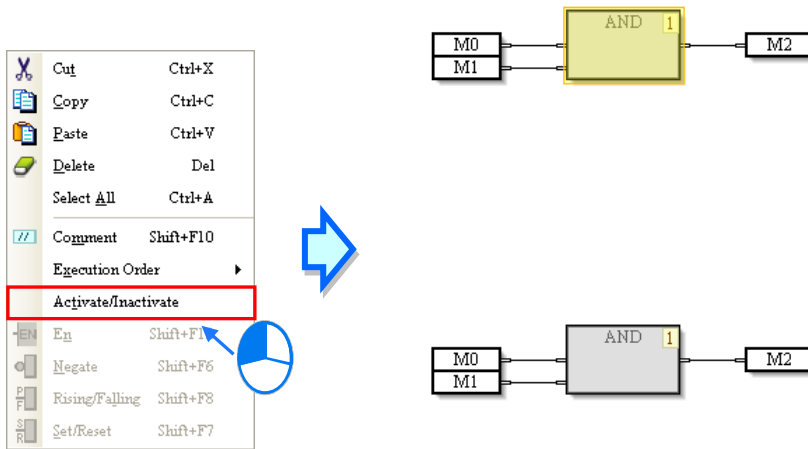 Cut Ctrl+X
Copy Ctrl+C
Paste Ctrl+V
Delete Del
Select All Ctrl+A
// Comment Shift+F10
Execution Order
Activate/Inactivate
EN En
Negate Shift+F6
P F Rising/Falling Shift+F8
S R Set/Reset Shift+F7
AND 1
M0 M2
M1
AND 1
M0 M2
M1